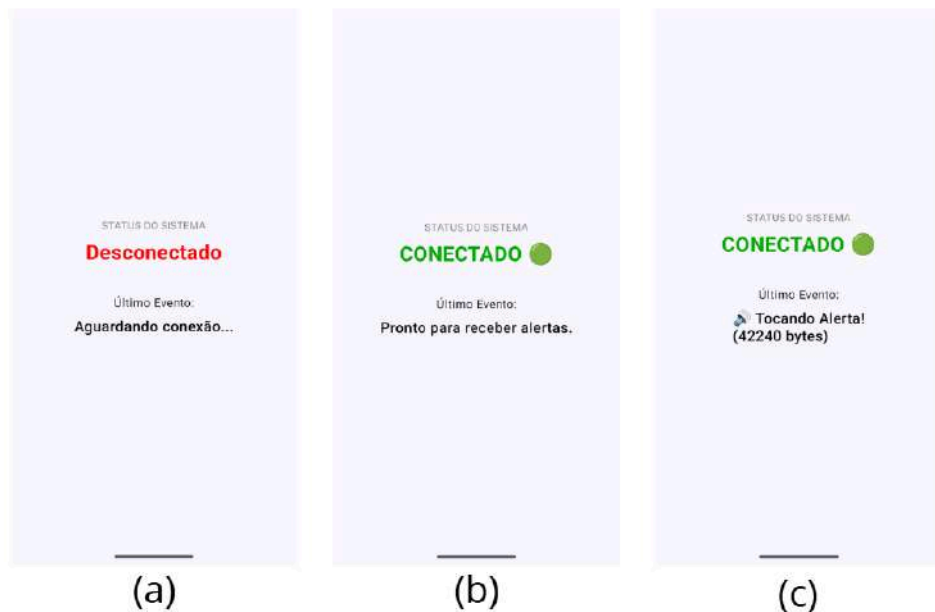 STATUS DO SISTEMA
Desconectado
Último Evento:
Aguardando conexão...
(a)
STATUS DO SISTEMA
CONECTADO 🟢
Último Evento:
Pronto para receber alertas.
(b)
STATUS DO SISTEMA
CONECTADO 🟢
Último Evento:
🔊 Tocando Alerta!
(42240 bytes)
(c)